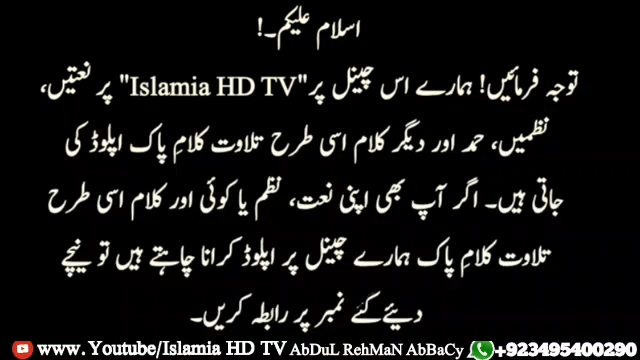 اسلام علیکم۔!
توجہ فرمائیں! ہمارے اس چینل پر "Islamia HD TV" پر نعتیں،
نظمیں، حمد اور دیگر کلام اسی طرح تلاوت کلامِ پاک اپلوڈ کی
جاتی ہیں۔ اگر آپ بھی اپنی نعت، نظم یا کوئی اور کلام اسی طرح
تلاوت کلامِ پاک ہمارے چینل پر اپلوڈ کرانا چاہتے ہیں تو نیچے
دیئے گئے نمبر پر رابطہ کریں۔
www.Youtube/Islamia HD TV AbDuL RehMaN AbBaCy +923495400290